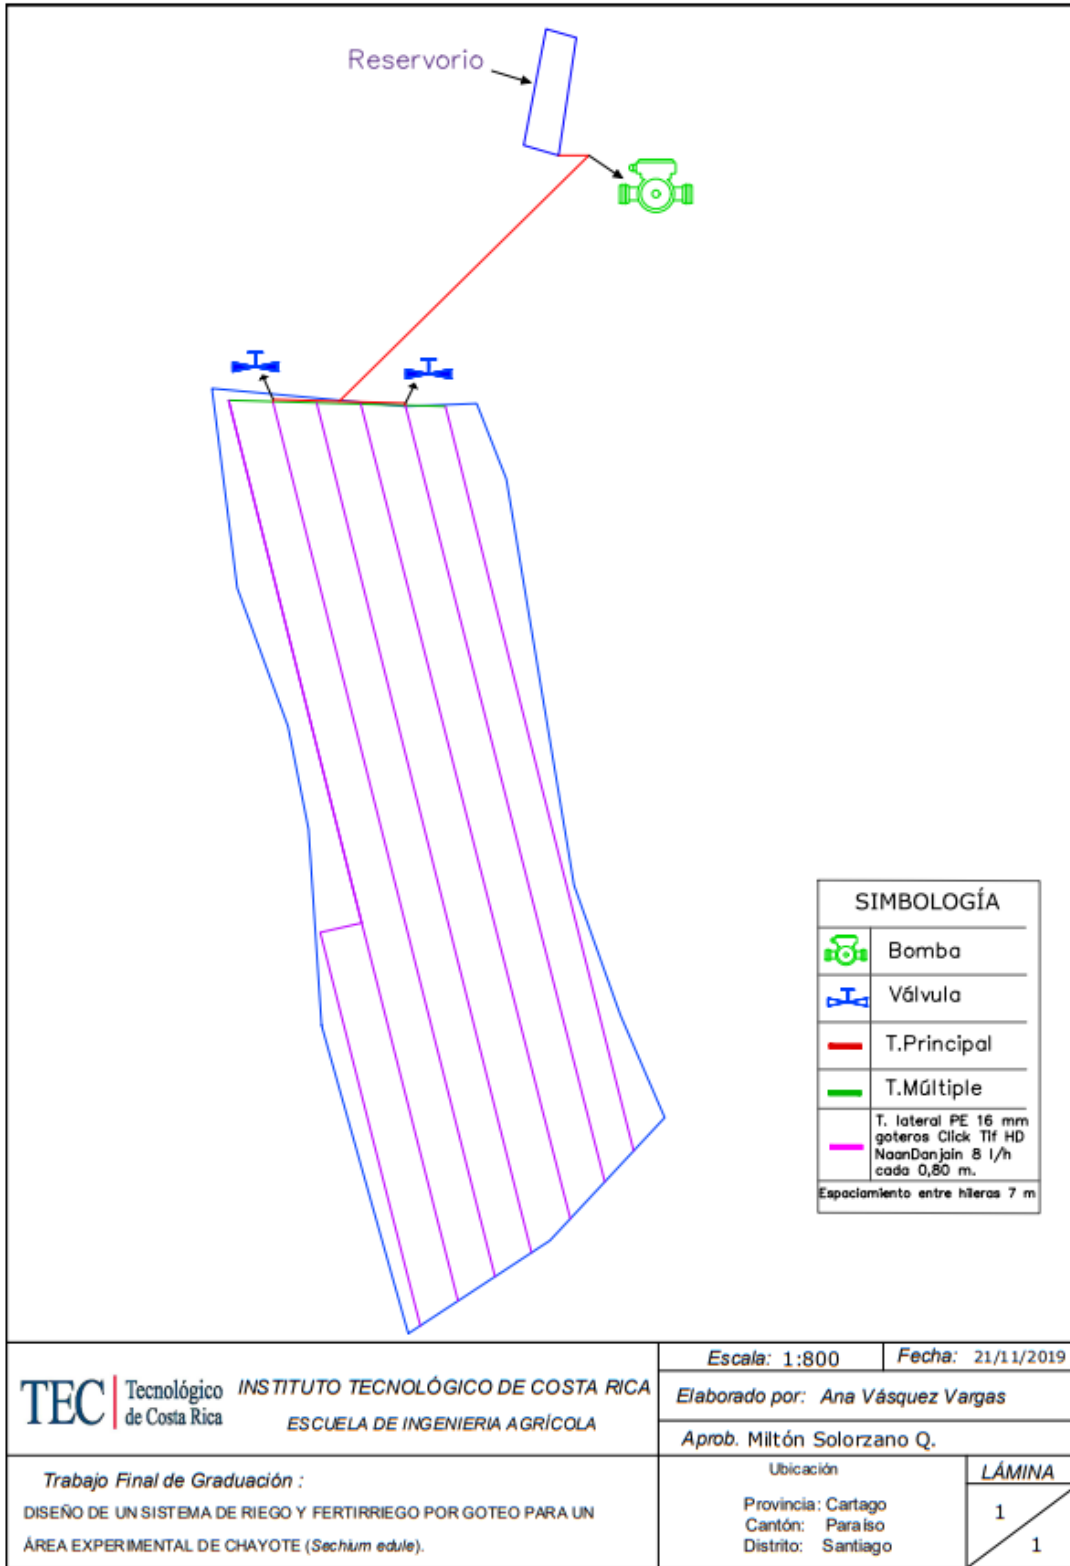 Reservorio
SIMBOLOGÍA
Bomba
Válvula
T.Principal
T.Múltiple
T. lateral PE 16 mm
goteros Click Tif HD
NaanDanjain 8 l/h
cada 0,80 m.
Espaciamiento entre hileras 7 m
TEC Tecnológico
de Costa Rica
INSTITUTO TECNOLÓGICO DE COSTA RICA
ESCUELA DE INGENIERIA AGRÍCOLA
Escala: 1:800
Fecha: 21/11/2019
Elaborado por: Ana Vásquez Vargas
Aprob. Miltón Solorzano Q.
Trabajo Final de Graduación :
DISEÑO DE UN SISTEMA DE RIEGO Y FERTIRRIEGO POR GOTEO PARA UN
ÁREA EXPERIMENTAL DE CHAYOTE (Sechium edule).
Ubicación
Provincia: Cartago
Cantón: Paraíso
Distrito: Santiago
LÁMINA
1
1